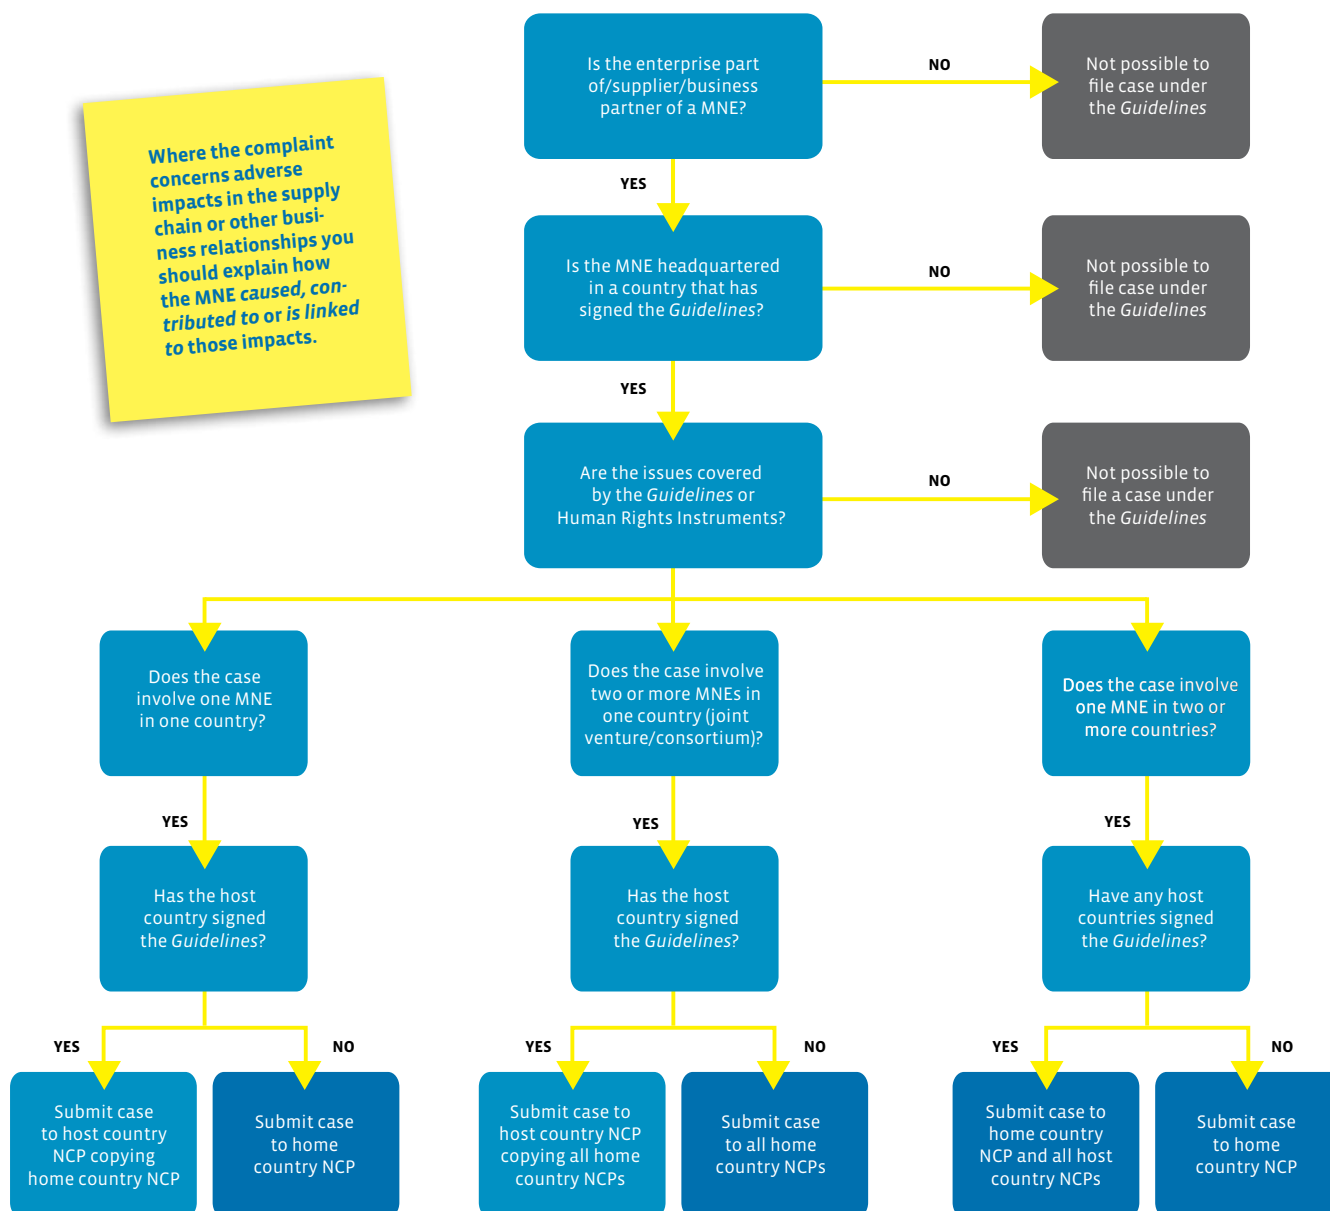 Is the enterprise part
of/supplier/business
partner of a MNE?
NO
Not possible to
file case under
the Guidelines
Where the complaint
concerns adverse
impacts in the supply
chain or other busi-
ness relationships you
should explain how
the MNE caused, con-
tributed to or is linked
to those impacts.
YES
Is the MNE headquartered
in a country that has
signed the Guidelines?
NO
Not possible to
file case under
the Guidelines
YES
Are the issues covered
by the Guidelines or
Human Rights Instruments?
NO
Not possible to
file a case under
the Guidelines
Does the case
involve one MNE
in one country?
Does the case involve
two or more MNEs in
one country (joint
venture/consortium)?
Does the case involve
one MNE in two or
more countries?
YES
YES
YES
Has the host
country signed
the Guidelines?
Has the host
country signed
the Guidelines?
Have any host
countries signed
the Guidelines?
YES
NO
YES
NO
YES
NO
Submit case
to host country
NCP copying
home country NCP
Submit case
to home
country NCP
Submit case to
host country NCP
copying all home
country NCPs
Submit case
to all home
country NCPs
Submit case to
home country
NCP and all host
country NCPs
Submit case
to home
country NCP